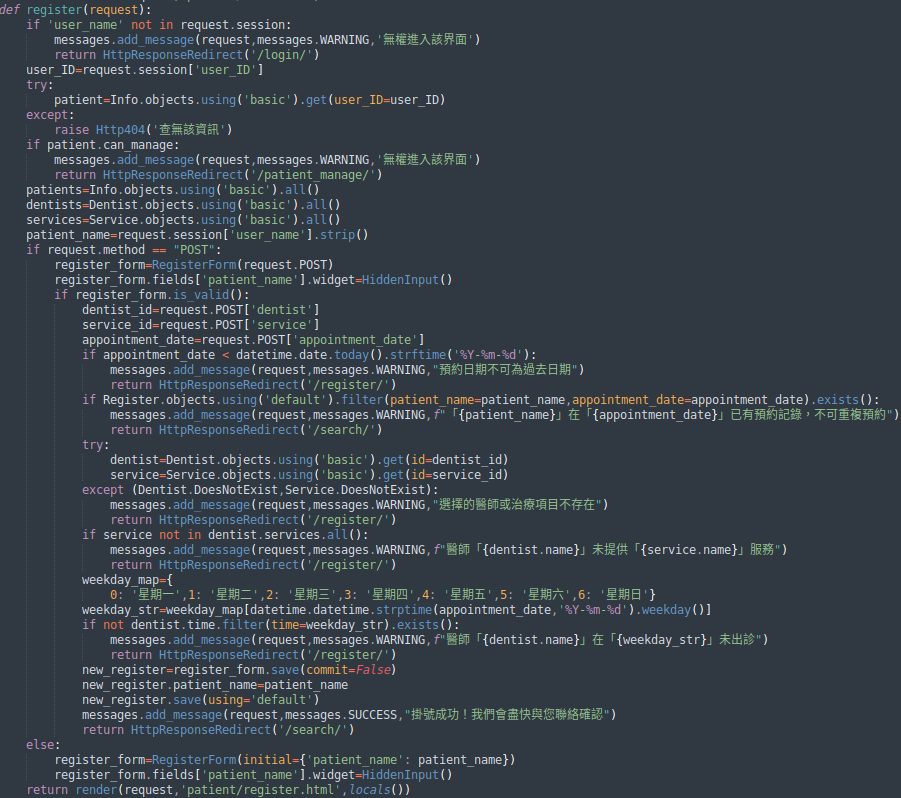 def register(request):
    if 'user_name' not in request.session:
        messages.add_message(request,messages.WARNING,'無權進入該界面')
        return HttpResponseRedirect('/login/')
    user_ID=request.session['user_ID']
    try:
        patient=Info.objects.using('basic').get(user_ID=user_ID)
    except:
        raise Http404('查無該資訊')
    if patient.can_manage:
        messages.add_message(request,messages.WARNING,'無權進入該界面')
        return HttpResponseRedirect('/patient_manage/')
    patients=Info.objects.using('basic').all()
    dentists=Dentist.objects.using('basic').all()
    services=Service.objects.using('basic').all()
    patient_name=request.session['user_name'].strip()
    if request.method == "POST":
        register_form=RegisterForm(request.POST)
        register_form.fields['patient_name'].widget=HiddenInput()
        if register_form.is_valid():
            dentist_id=request.POST['dentist']
            service_id=request.POST['service']
            appointment_date=request.POST['appointment_date']
            if appointment_date < datetime.date.today().strftime('%Y-%m-%d'):
                messages.add_message(request,messages.WARNING,"預約日期不可為過去日期")
                return HttpResponseRedirect('/register/')
            if Register.objects.using('default').filter(patient_name=patient_name,appointment_date=appointment_date).exists():
                messages.add_message(request,messages.WARNING,f"「{patient_name}」在「{appointment_date}」已有預約記錄，不可重複預約")
                return HttpResponseRedirect('/search/')
            try:
                dentist=Dentist.objects.using('basic').get(id=dentist_id)
                service=Service.objects.using('basic').get(id=service_id)
            except (Dentist.DoesNotExist,Service.DoesNotExist):
                messages.add_message(request,messages.WARNING,"選擇的醫師或治療項目不存在")
                return HttpResponseRedirect('/register/')
            if service not in dentist.services.all():
                messages.add_message(request,messages.WARNING,f"醫師「{dentist.name}」未提供「{service.name}」服務")
                return HttpResponseRedirect('/register/')
            weekday_map={
                0: '星期一',1: '星期二',2: '星期三',3: '星期四',4: '星期五',5: '星期六',6: '星期日'}
            weekday_str=weekday_map[datetime.datetime.strptime(appointment_date,'%Y-%m-%d').weekday()]
            if not dentist.time.filter(time=weekday_str).exists():
                messages.add_message(request,messages.WARNING,f"醫師「{dentist.name}」在「{weekday_str}」未出診")
                return HttpResponseRedirect('/register/')
            new_register=register_form.save(commit=False)
            new_register.patient_name=patient_name
            new_register.save(using='default')
            messages.add_message(request,messages.SUCCESS,"掛號成功！我們會盡快與您聯絡確認")
            return HttpResponseRedirect('/search/')
    else:
        register_form=RegisterForm(initial={'patient_name': patient_name})
        register_form.fields['patient_name'].widget=HiddenInput()
    return render(request,'patient/register.html',locals())